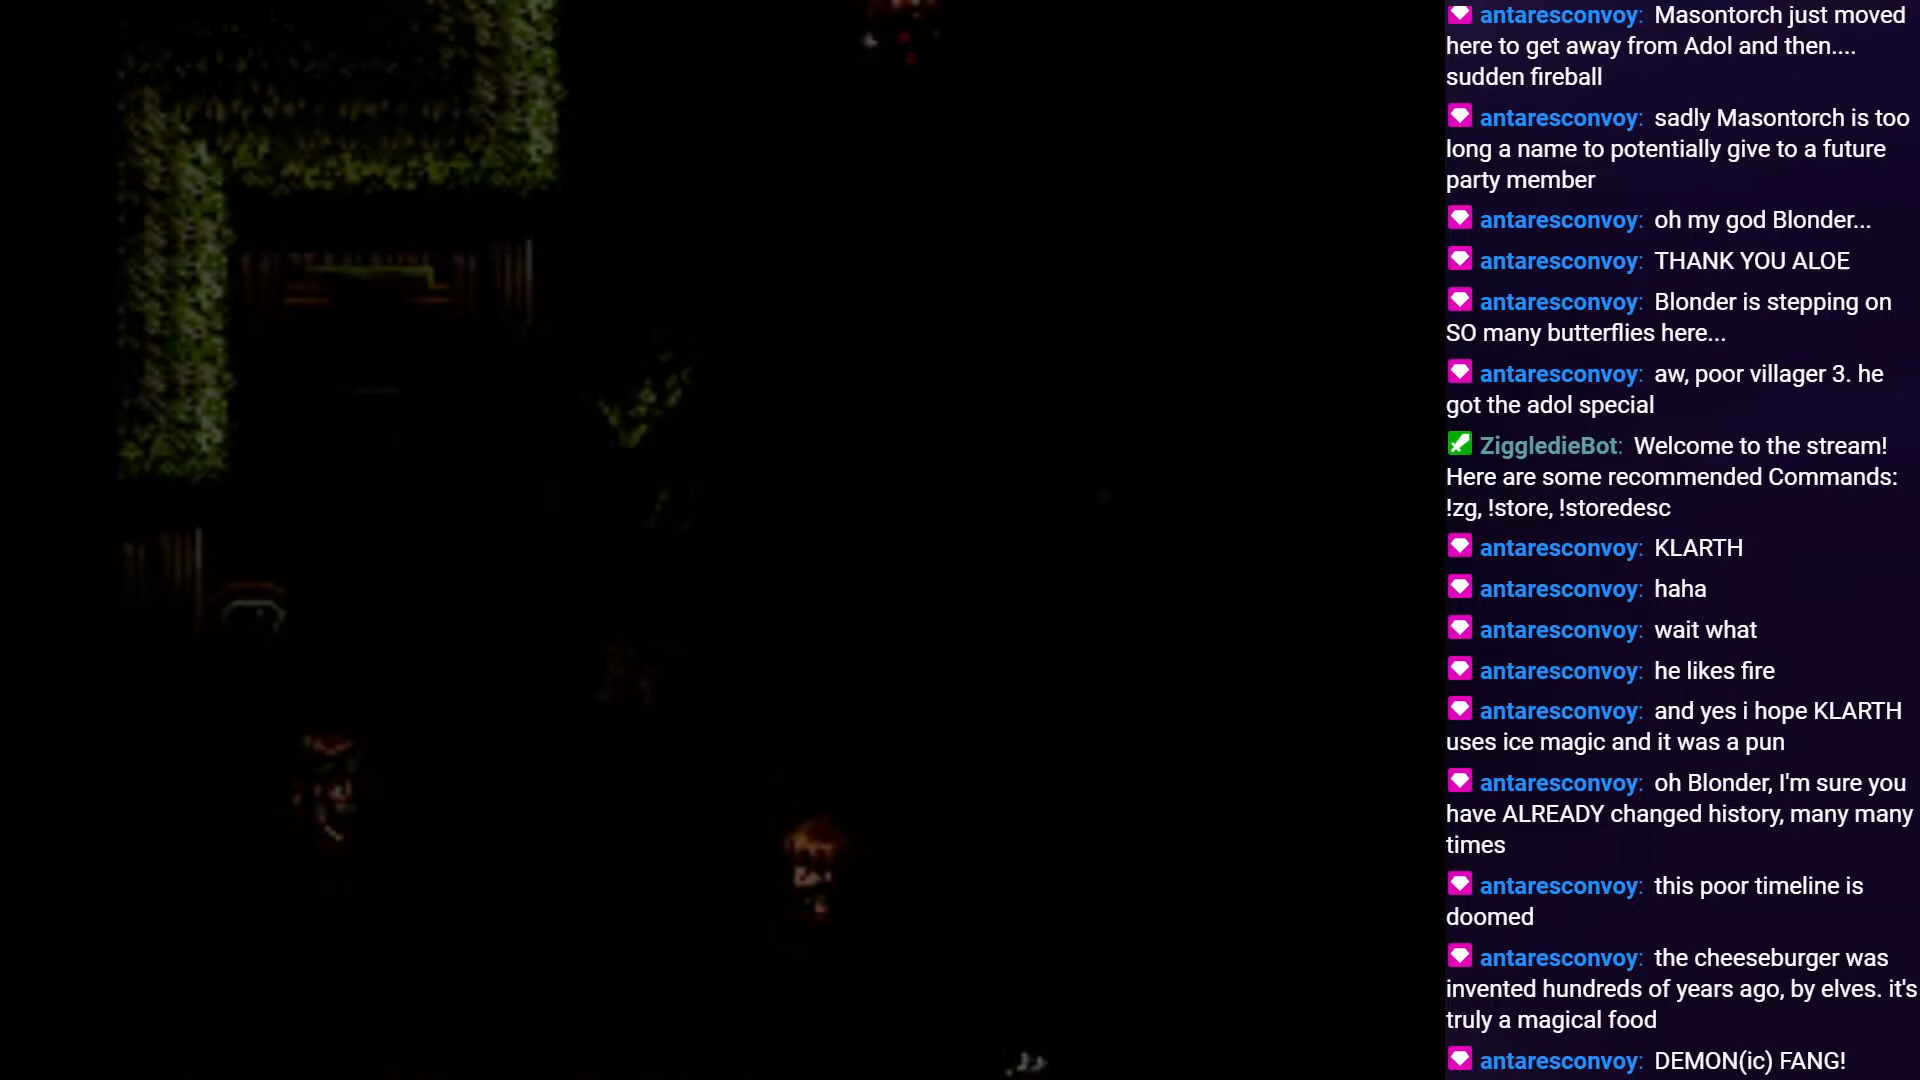 antaresconvoy: Masontorch just moved
here to get away from Adol and then....
sudden fireball
antaresconvoy: sadly Masontorch is too
long a name to potentially give to a future
party member
antaresconvoy: oh my god Blonder...
antaresconvoy: THANK YOU ALOE
antaresconvoy: Blonder is stepping on
SO many butterflies here...
antaresconvoy: aw, poor villager 3. he
got the adol special
ZiggledieBot: Welcome to the stream!
Here are some recommended Commands:
!zg, !store, !storedesc
antaresconvoy: KLARTH
antaresconvoy: haha
antaresconvoy: wait what
antaresconvoy: he likes fire
antaresconvoy: and yes i hope KLARTH
uses ice magic and it was a pun
antaresconvoy: oh Blonder, I'm sure you
have ALREADY changed history, many many
times
antaresconvoy: this poor timeline is
doomed
antaresconvoy: the cheeseburger was
invented hundreds of years ago, by elves. it's
truly a magical food
antaresconvoy: DEMON(ic) FANG!